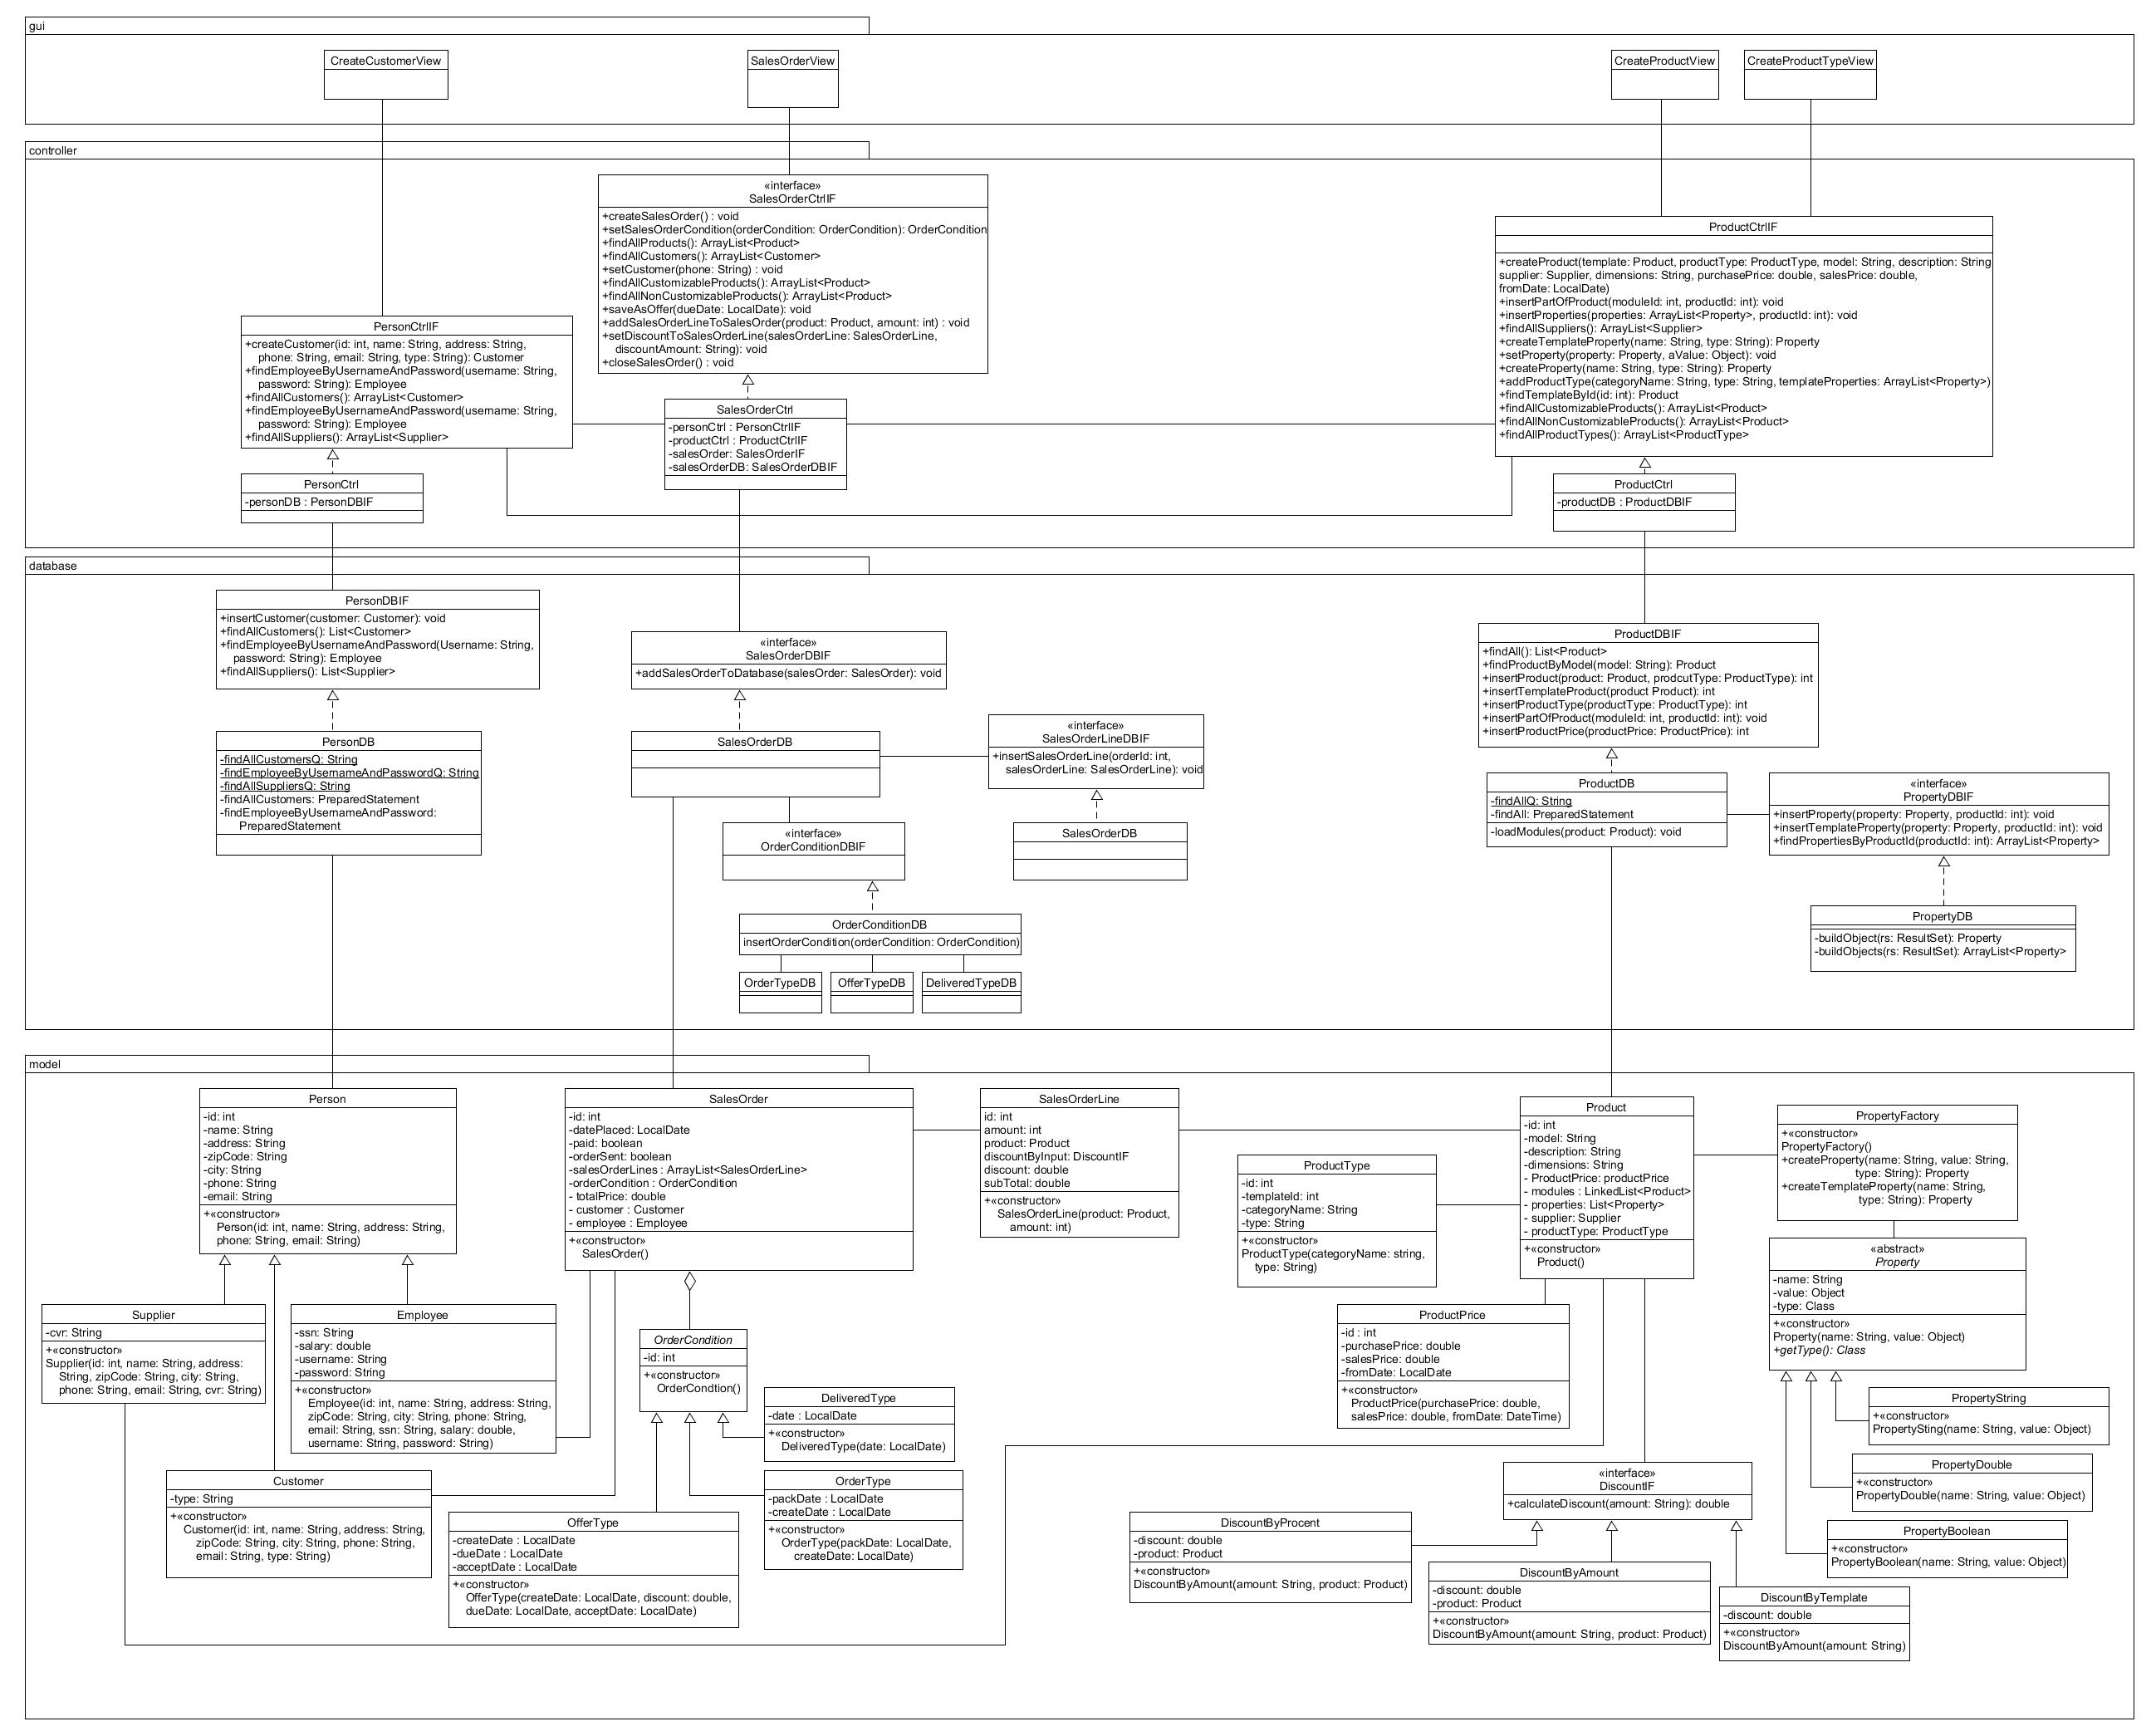 gui
CreateCustomerView
SalesOrderView
CreateProductView
CreateProductTypeView
controller
«interface»
SalesOrderCtrlIF
+createSalesOrder() : void
+setSalesOrderCondition(orderCondition: OrderCondition): OrderCondition
+findAllProducts(): ArrayList<Product>
+findAllCustomers(): ArrayList<Customer>
+setCustomer(phone: String) : void
+findAllCustomizableProducts(): ArrayList<Product>
+findAllNonCustomizableProducts(): ArrayList<Product>
+saveAsOffer(dueDate: LocalDate): void
+addSalesOrderLineToSalesOrder(product: Product, amount: int) : void
+setDiscountToSalesOrderLine(salesOrderLine: SalesOrderLine,
discountAmount: String): void
+closeSalesOrder() : void
ProductCtrlIF
+createProduct(template: Product, productType: ProductType, model: String, description: String
supplier: Supplier, dimensions: String, purchasePrice: double, salesPrice: double,
fromDate: LocalDate)
+insertPartOfProduct(moduleId: int, productId: int): void
+insertProperties(properties: ArrayList<Property>, productId: int): void
+findAllSuppliers(): ArrayList<Supplier>
+createTemplateProperty(name: String, type: String): Property
+setProperty(property: Property, aValue: Object): void
+createProperty(name: String, type: String): Property
+addProductType(categoryName: String, type: String, templateProperties: ArrayList<Property>)
+findTemplateById(id: int): Product
+findAllCustomizableProducts(): ArrayList<Product>
+findAllNonCustomizableProducts(): ArrayList<Product>
+findAllProductTypes(): ArrayList<ProductType>
PersonCtrlIF
+createCustomer(id: int, name: String, address: String,
phone: String, email: String, type: String): Customer
+findEmployeeByUsernameAndPassword(username: String,
password: String): Employee
+findAllCustomers(): ArrayList<Customer>
+findEmployeeByUsernameAndPassword(username: String,
password: String): Employee
+findAllSuppliers(): ArrayList<Supplier>
SalesOrderCtrl
-personCtrl : PersonCtrlIF
-productCtrl : ProductCtrlIF
-salesOrder: SalesOrderIF
-salesOrderDB: SalesOrderDBIF
PersonCtrl
-personDB : PersonDBIF
ProductCtrl
-productDB : ProductDBIF
database
PersonDBIF
+insertCustomer(customer: Customer): void
+findAllCustomers(): List<Customer>
+findEmployeeByUsernameAndPassword(Username: String,
password: String): Employee
+findAllSuppliers(): List<Supplier>
«interface»
SalesOrderDBIF
+addSalesOrderToDatabase(salesOrder: SalesOrder): void
ProductDBIF
+findAll(): List<Product>
+findProductByModel(model: String): Product
+insertProduct(product: Product, prodcutType: ProductType): int
+insertTemplateProduct(product Product): int
+insertProductType(productType: ProductType): int
+insertPartOfProduct(moduleId: int, productId: int): void
+insertProductPrice(productPrice: ProductPrice): int
PersonDB
-findAllCustomersQ: String
-findEmployeeByUsernameAndPasswordQ: String
-findAllSuppliersQ: String
-findAllCustomers: PreparedStatement
-findEmployeeByUsernameAndPassword:
PreparedStatement
SalesOrderDB
«interface»
SalesOrderLineDBIF
+insertSalesOrderLine(orderId: int,
salesOrderLine: SalesOrderLine): void
ProductDB
-findAllQ: String
-findAll: PreparedStatement
-loadModules(product: Product): void
«interface»
PropertyDBIF
+insertProperty(property: Property, productId: int): void
+insertTemplateProperty(property: Property, productId: int): void
+findPropertiesByProductId(productId: int): ArrayList<Property>
«interface»
OrderConditionDBIF
SalesOrderDB
OrderConditionDB
insertOrderCondition(orderCondition: OrderCondition)
PropertyDB
-buildObject(rs: ResultSet): Property
-buildObjects(rs: ResultSet): ArrayList<Property>
OrderTypeDB
OfferTypeDB
DeliveredTypeDB
model
Person
-id: int
-name: String
-address: String
-zipCode: String
-city: String
-phone: String
-email: String
+«constructor»
Person(id: int, name: String, address: String,
phone: String, email: String)
SalesOrder
-id: int
-datePlaced: LocalDate
-paid: boolean
-orderSent: boolean
-salesOrderLines : ArrayList<SalesOrderLine>
-orderCondition : OrderCondition
- totalPrice: double
- customer : Customer
- employee : Employee
+«constructor»
SalesOrder()
SalesOrderLine
id: int
amount: int
product: Product
discountByInput: DiscountIF
discount: double
subTotal: double
+«constructor»
SalesOrderLine(product: Product,
amount: int)
Product
-id: int
-model: String
-description: String
-dimensions: String
- ProductPrice: productPrice
- modules : LinkedList<Product>
- properties: List<Property>
- supplier: Supplier
- productType: ProductType
+«constructor»
Product()
PropertyFactory
+«constructor»
PropertyFactory()
+createProperty(name: String, value: String,
type: String): Property
+createTemplateProperty(name: String,
type: String): Property
ProductType
-id: int
-templateId: int
-categoryName: String
-type: String
+«constructor»
ProductType(categoryName: string,
type: String)
«abstract»
Property
-name: String
-value: Object
-type: Class
+«constructor»
Property(name: String, value: Object)
+getType(): Class
Supplier
-cvr: String
+«constructor»
Supplier(id: int, name: String, address:
String, zipCode: String, city: String,
phone: String, email: String, cvr: String)
Employee
-ssn: String
-salary: double
-username: String
-password: String
+«constructor»
Employee(id: int, name: String, address: String,
zipCode: String, city: String, phone: String,
email: String, ssn: String, salary: double,
username: String, password: String)
OrderCondition
-id: int
+«constructor»
OrderCondtion()
ProductPrice
-id : int
-purchasePrice: double
-salesPrice: double
-fromDate: LocalDate
+«constructor»
ProductPrice(purchasePrice: double,
salesPrice: double, fromDate: DateTime)
DeliveredType
-date : LocalDate
+«constructor»
DeliveredType(date: LocalDate)
PropertyString
+«constructor»
PropertySting(name: String, value: Object)
Customer
-type: String
+«constructor»
Customer(id: int, name: String, address: String,
zipCode: String, city: String, phone: String,
email: String, type: String)
OrderType
-packDate : LocalDate
-createDate : LocalDate
+«constructor»
OrderType(packDate: LocalDate,
createDate: LocalDate)
«interface»
DiscountIF
+calculateDiscount(amount: String): double
PropertyDouble
+«constructor»
PropertyDouble(name: String, value: Object)
OfferType
-createDate : LocalDate
-dueDate : LocalDate
-acceptDate : LocalDate
+«constructor»
OfferType(createDate: LocalDate, discount: double,
dueDate: LocalDate, acceptDate: LocalDate)
DiscountByProcent
-discount: double
-product: Product
+«constructor»
DiscountByAmount(amount: String, product: Product)
PropertyBoolean
+«constructor»
PropertyBoolean(name: String, value: Object)
DiscountByAmount
-discount: double
-product: Product
+«constructor»
DiscountByAmount(amount: String, product: Product)
DiscountByTemplate
-discount: double
+«constructor»
DiscountByAmount(amount: String)